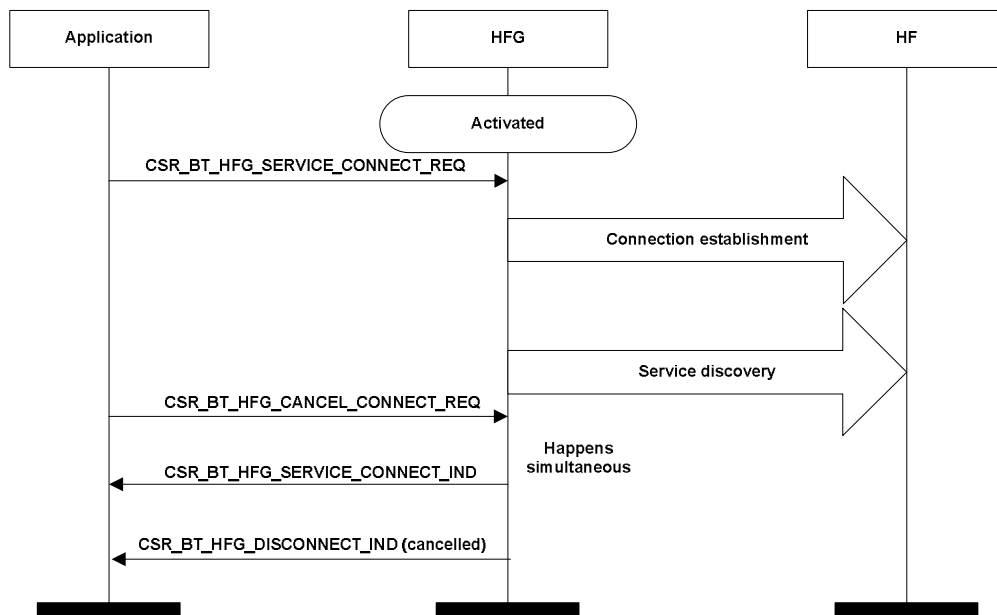 Application
HFG
HF
Activated
CSR_BT_HFG_SERVICE_CONNECT_REQ
Connection establishment
Service discovery
CSR_BT_HFG_CANCEL_CONNECT_REQ
Happens
simultaneous
CSR_BT_HFG_SERVICE_CONNECT_IND
CSR_BT_HFG_DISCONNECT_IND (cancelled)